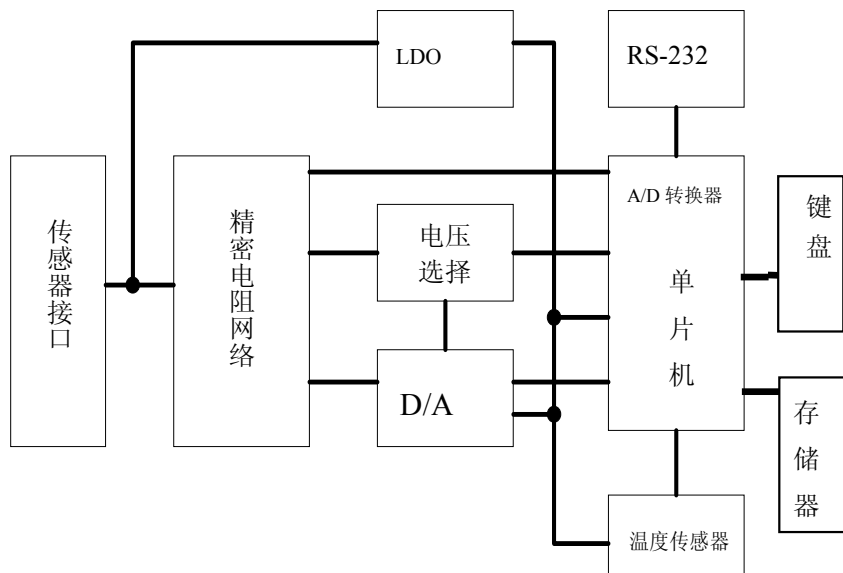 LDO
RS-232
传感器接口
精密电阻网络
电压
选择
D/A
A/D 转换器
单片机
键盘
存储器
温度传感器